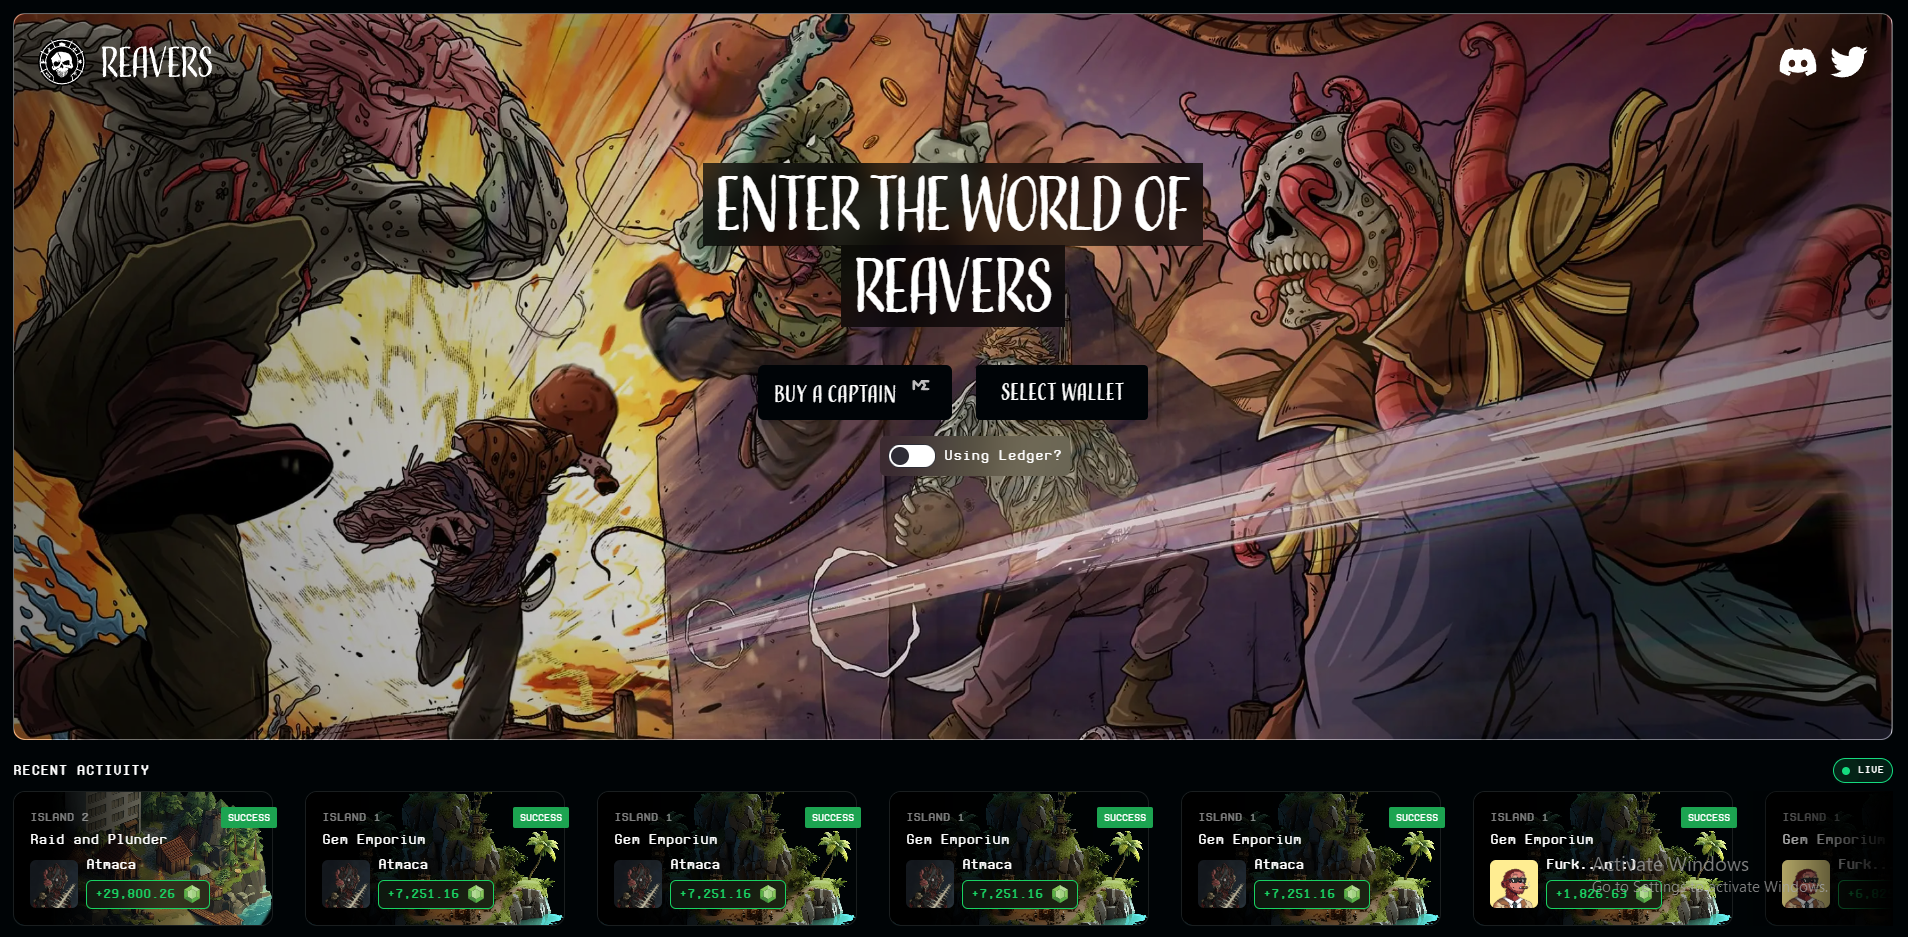 REAVERS
ENTER THE WORLD OF
REAVERS
BUY A CAPTAIN
ME
SELECT WALLET
Using Ledger?
RECENT ACTIVITY
LIVE
ISLAND 2
SUCCESS
Raid and Plunder
Atmaca
+29,800.26
ISLAND 1
SUCCESS
Gem Emporium
Atmaca
+7,251.16
ISLAND 1
SUCCESS
Gem Emporium
Atmaca
+7,251.16
ISLAND 1
SUCCESS
Gem Emporium
Atmaca
+7,251.16
ISLAND 1
SUCCESS
Gem Emporium
Atmaca
+7,251.16
ISLAND 1
SUCCESS
Gem Emporium
Furk...n :)
+1,826.63
ISLAND 1
Gem Emporium
Furk..
Activate Windows
Go to Settings to activate Windows.